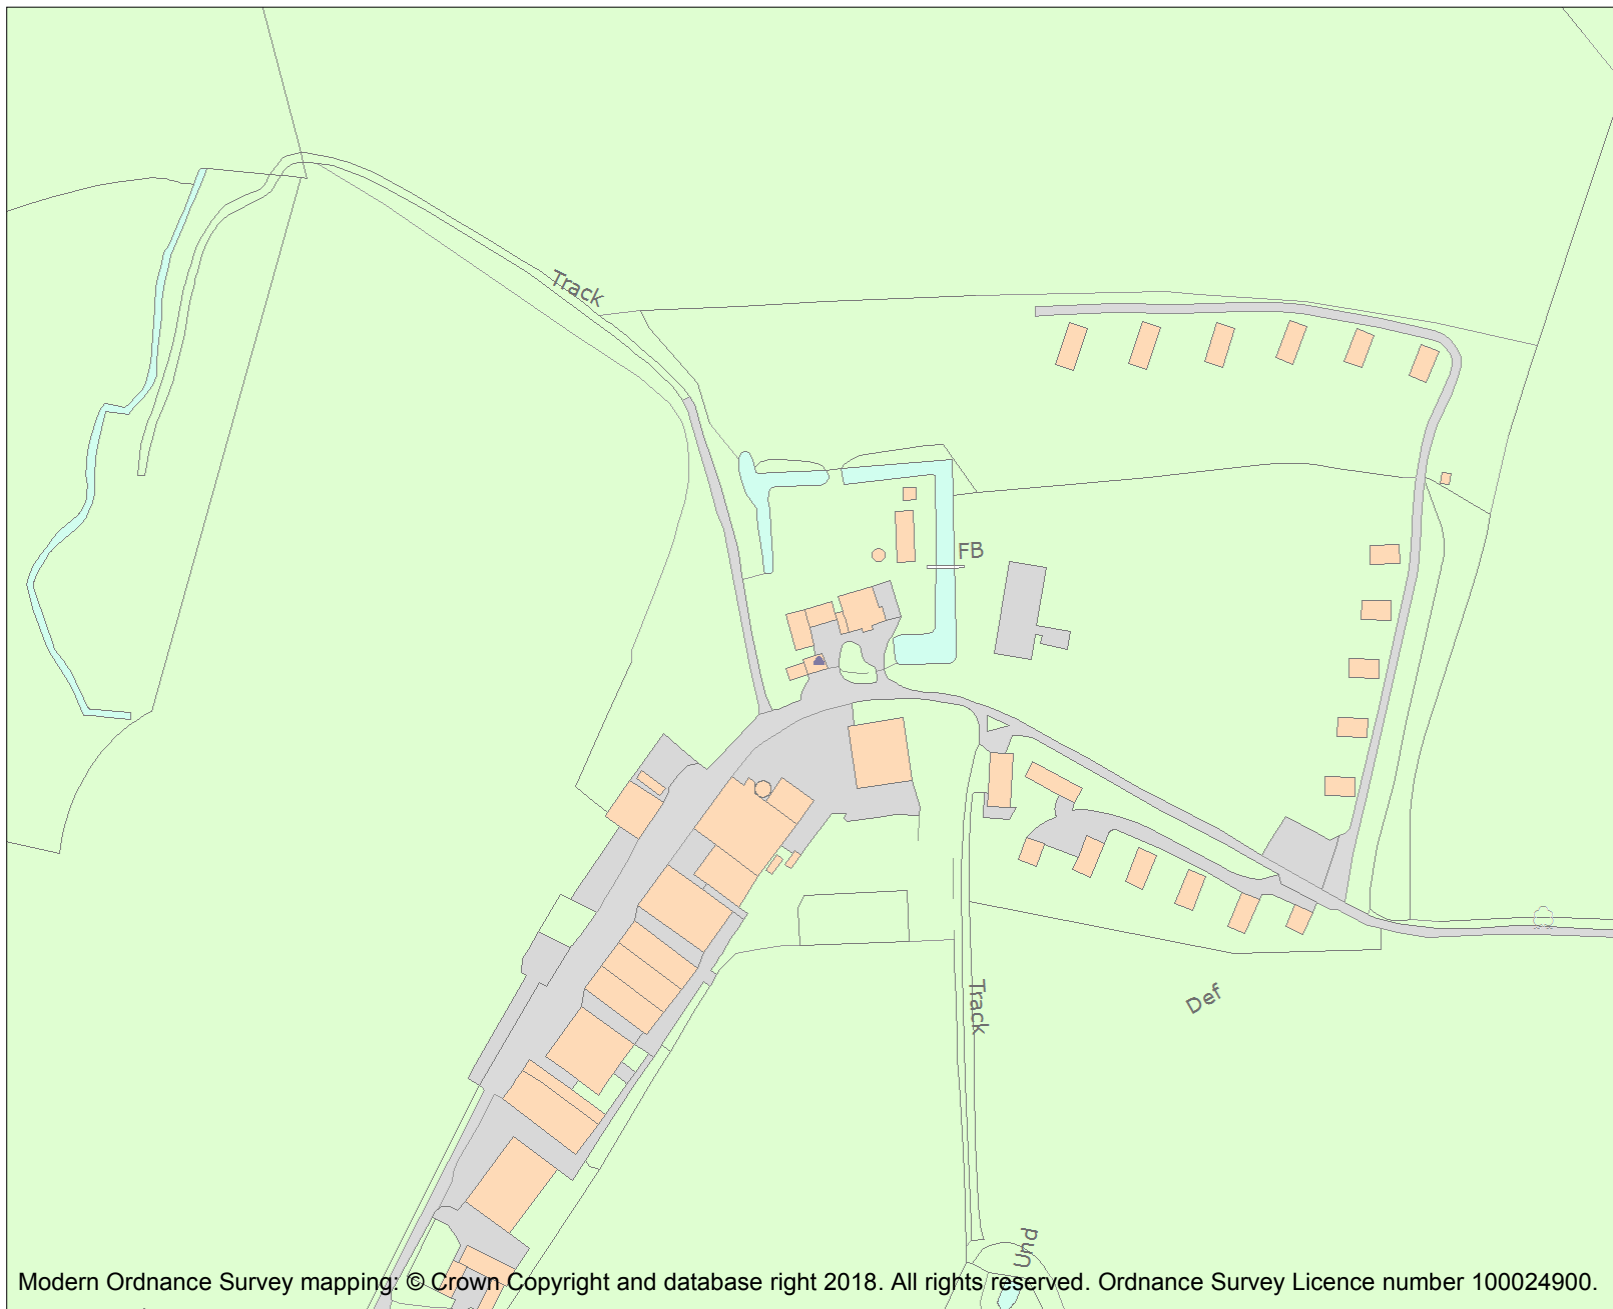 Track
FB
Track
Def
Und
Modern Ordnance Survey mapping: © Crown Copyright and database right 2018. All rights reserved. Ordnance Survey Licence number 100024900.